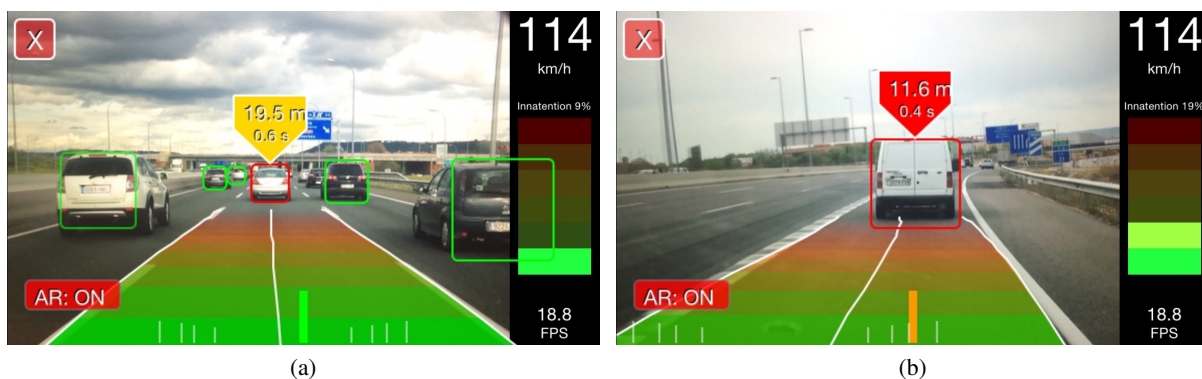 X
19.5 m
0.6 s
AR: ON
114
km/h
Innatention 9%
18.8
FPS
(a)
X
11.6 m
0.4 s
AR: ON
114
km/h
Innatention 19%
18.8
FPS
(b)